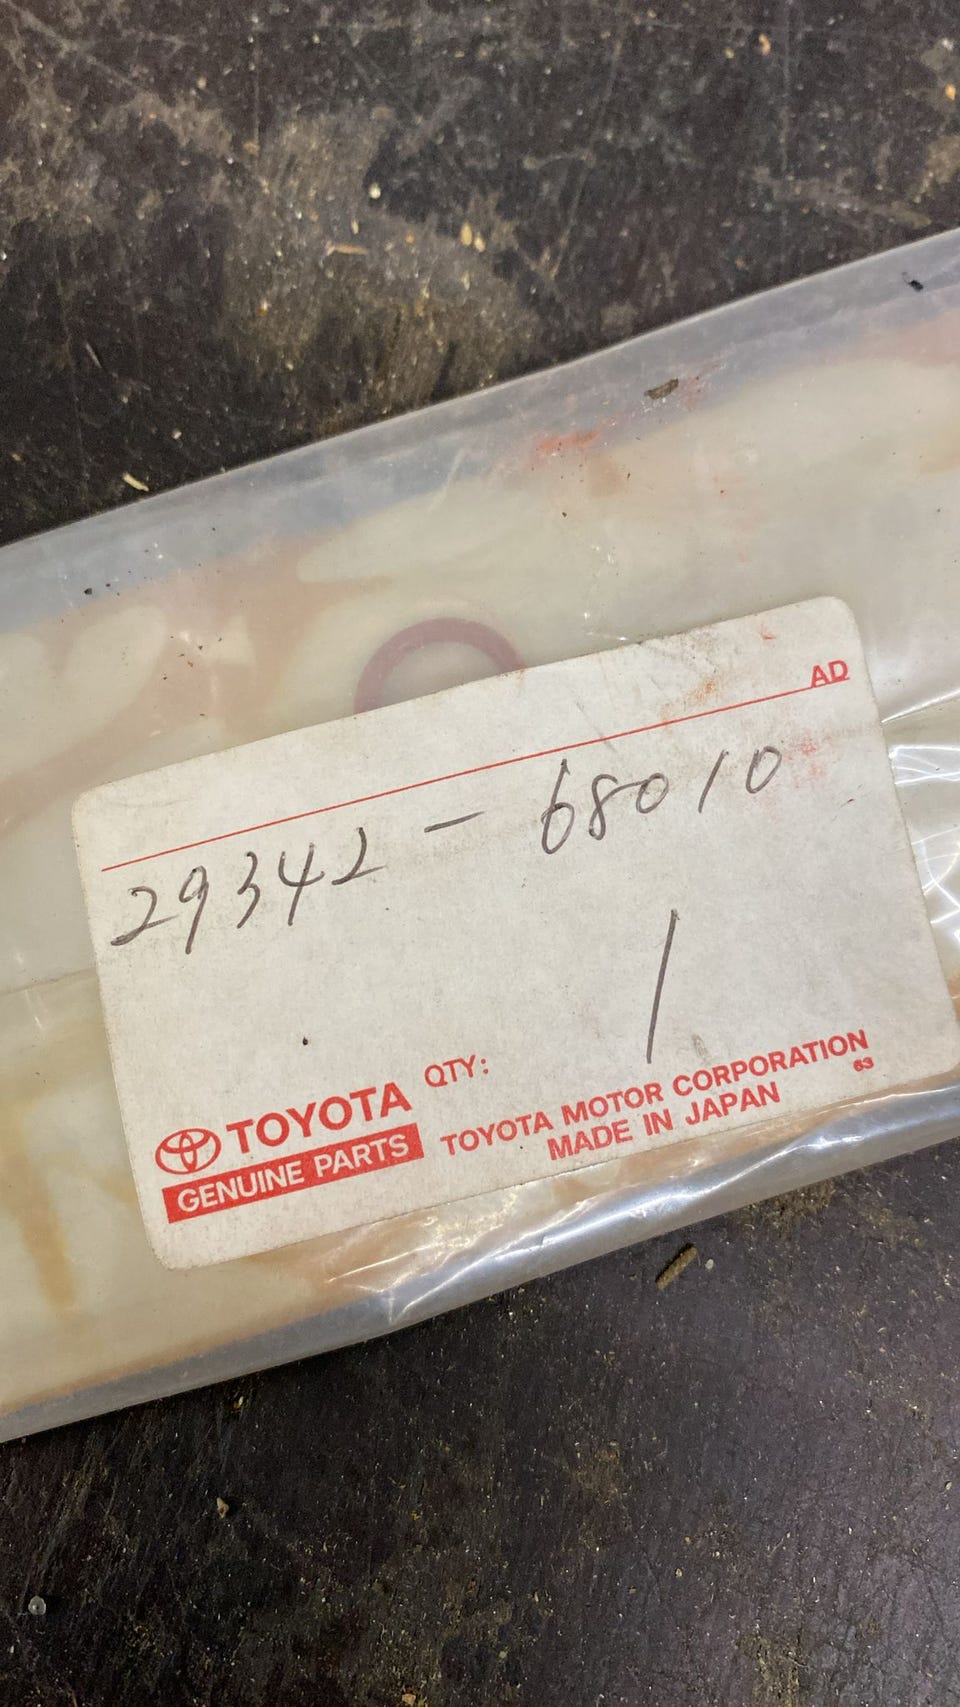 AD
29342 - 68010
1
QTY:
TOYOTA
GENUINE PARTS
TOYOTA MOTOR CORPORATION
MADE IN JAPAN
63